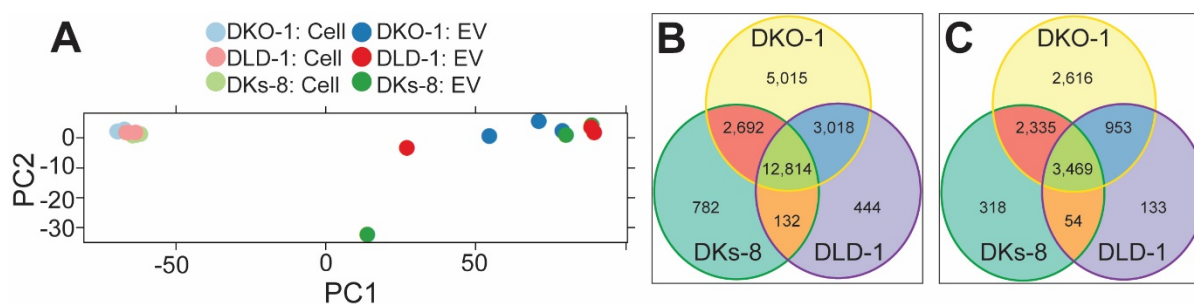 A
DKO-1: Cell DKO-1: EV
DLD-1: Cell DLD-1: EV
DKs-8: Cell DKs-8: EV
PC2
0
-10
-20
-30
-50 0 50
PC1
B
DKO-1
5,015
2,692 3,018
12,814
782 132 444
DKs-8 DLD-1
C
DKO-1
2,616
2,335 953
3,469
318 54 133
DKs-8 DLD-1